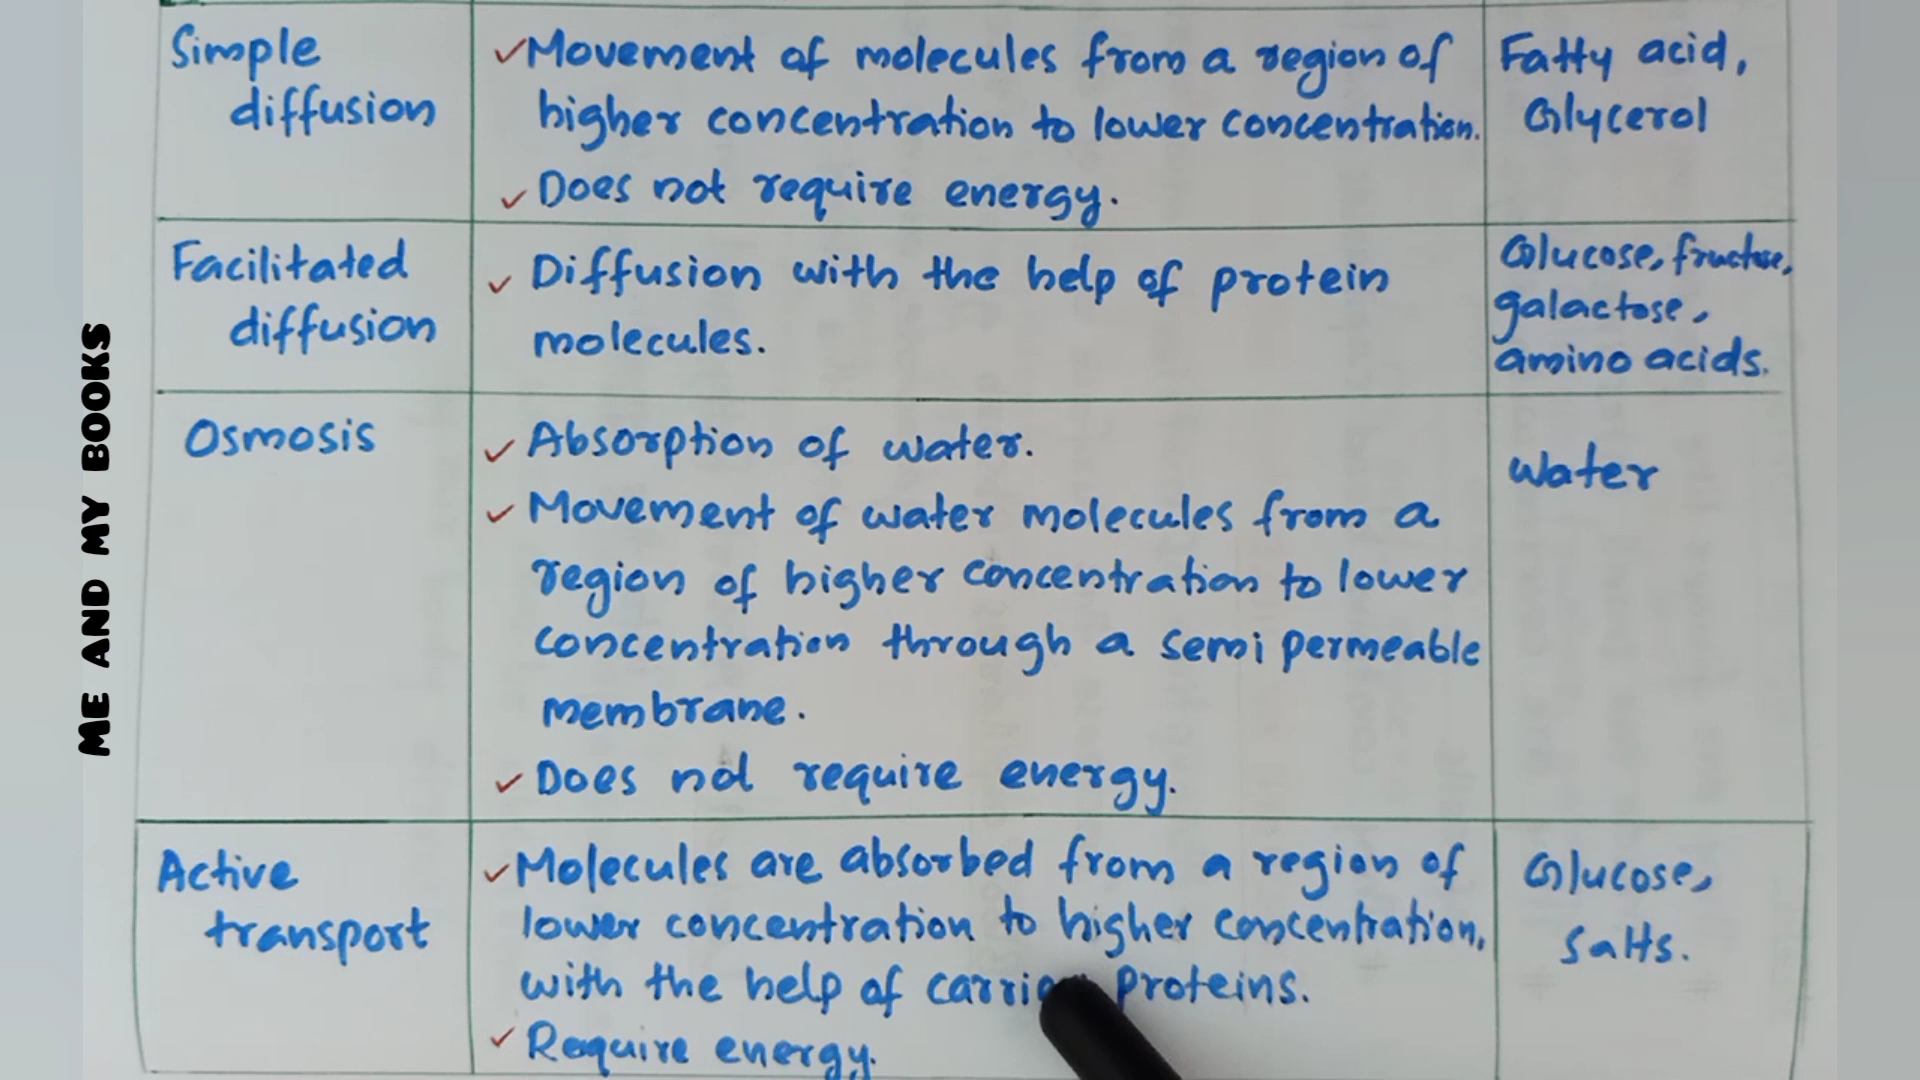 Simple
diffusion
✓Movement of molecules from a region of
higher concentration to lower concentration.
✓ Does not require energy.
Fatty acid,
Glycerol
Facilitated
diffusion
✓ Diffusion with the help of protein
molecules.
Glucose, fructose,
galactose,
amino acids.
Osmosis
✓ Absorption of water.
✓ Movement of water molecules from a
region of higher concentration to lower
concentration through a semi permeable
membrane.
✓ Does not require energy.
Water
Active
transport
✓ Molecules are absorbed from a region of
lower concentration to higher concentration,
with the help of carrier proteins.
✓ Require energy.
Glucose,
Salts.
ME AND MY BOOKS